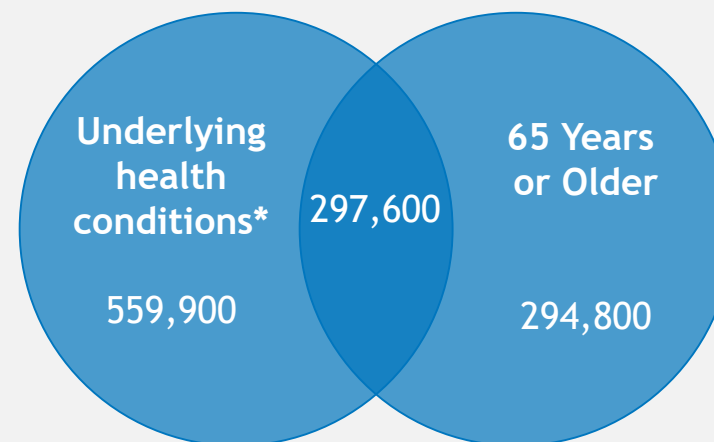 Underlying
health
conditions*
559,900
297,600
65 Years
or Older
294,800